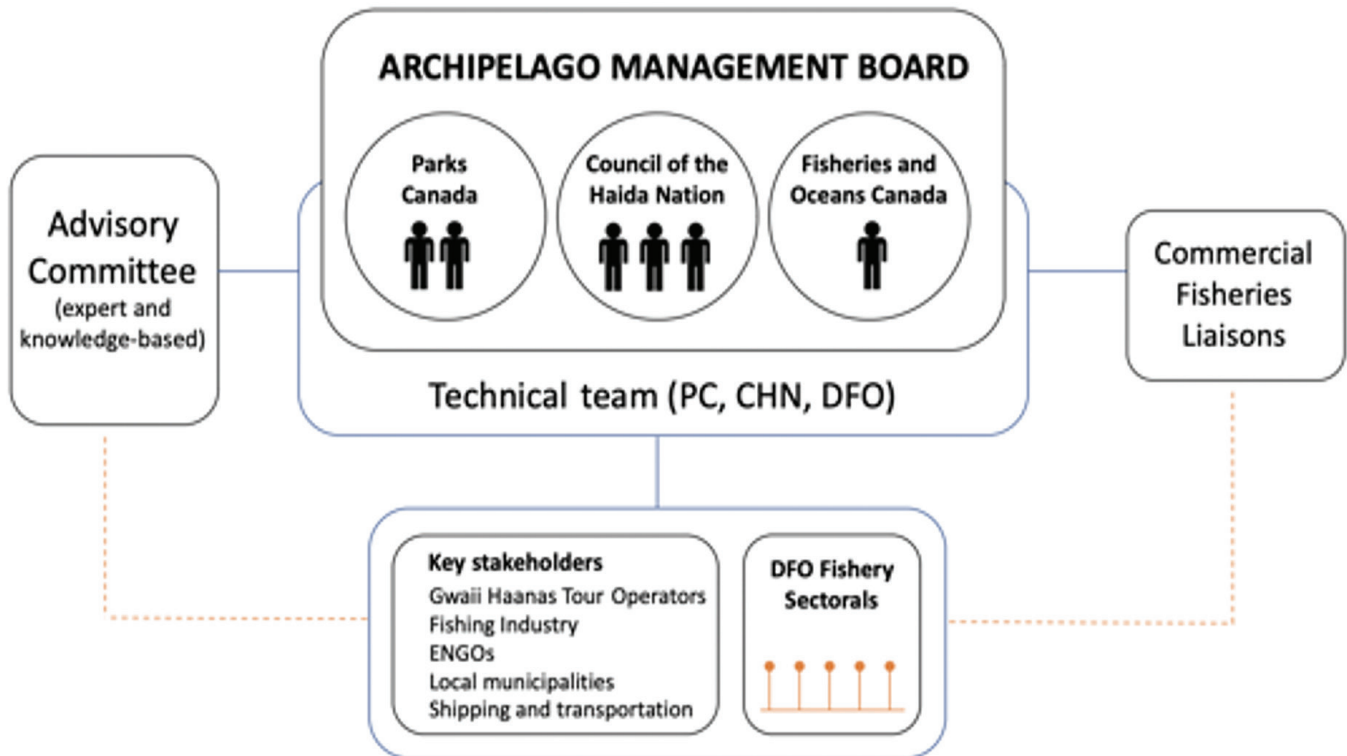 ARCHIPELAGO MANAGEMENT BOARD
Parks
Canada
Council of the
Haida Nation
Fisheries and
Oceans Canada
Advisory
Committee
(expert and
knowledge-based)
Commercial
Fisheries
Liaisons
Technical team (PC, CHN, DFO)
Key stakeholders
Gwaii Haanas Tour Operators
Fishing Industry
ENGOs
Local municipalities
Shipping and transportation
DFO Fishery
Sectorals